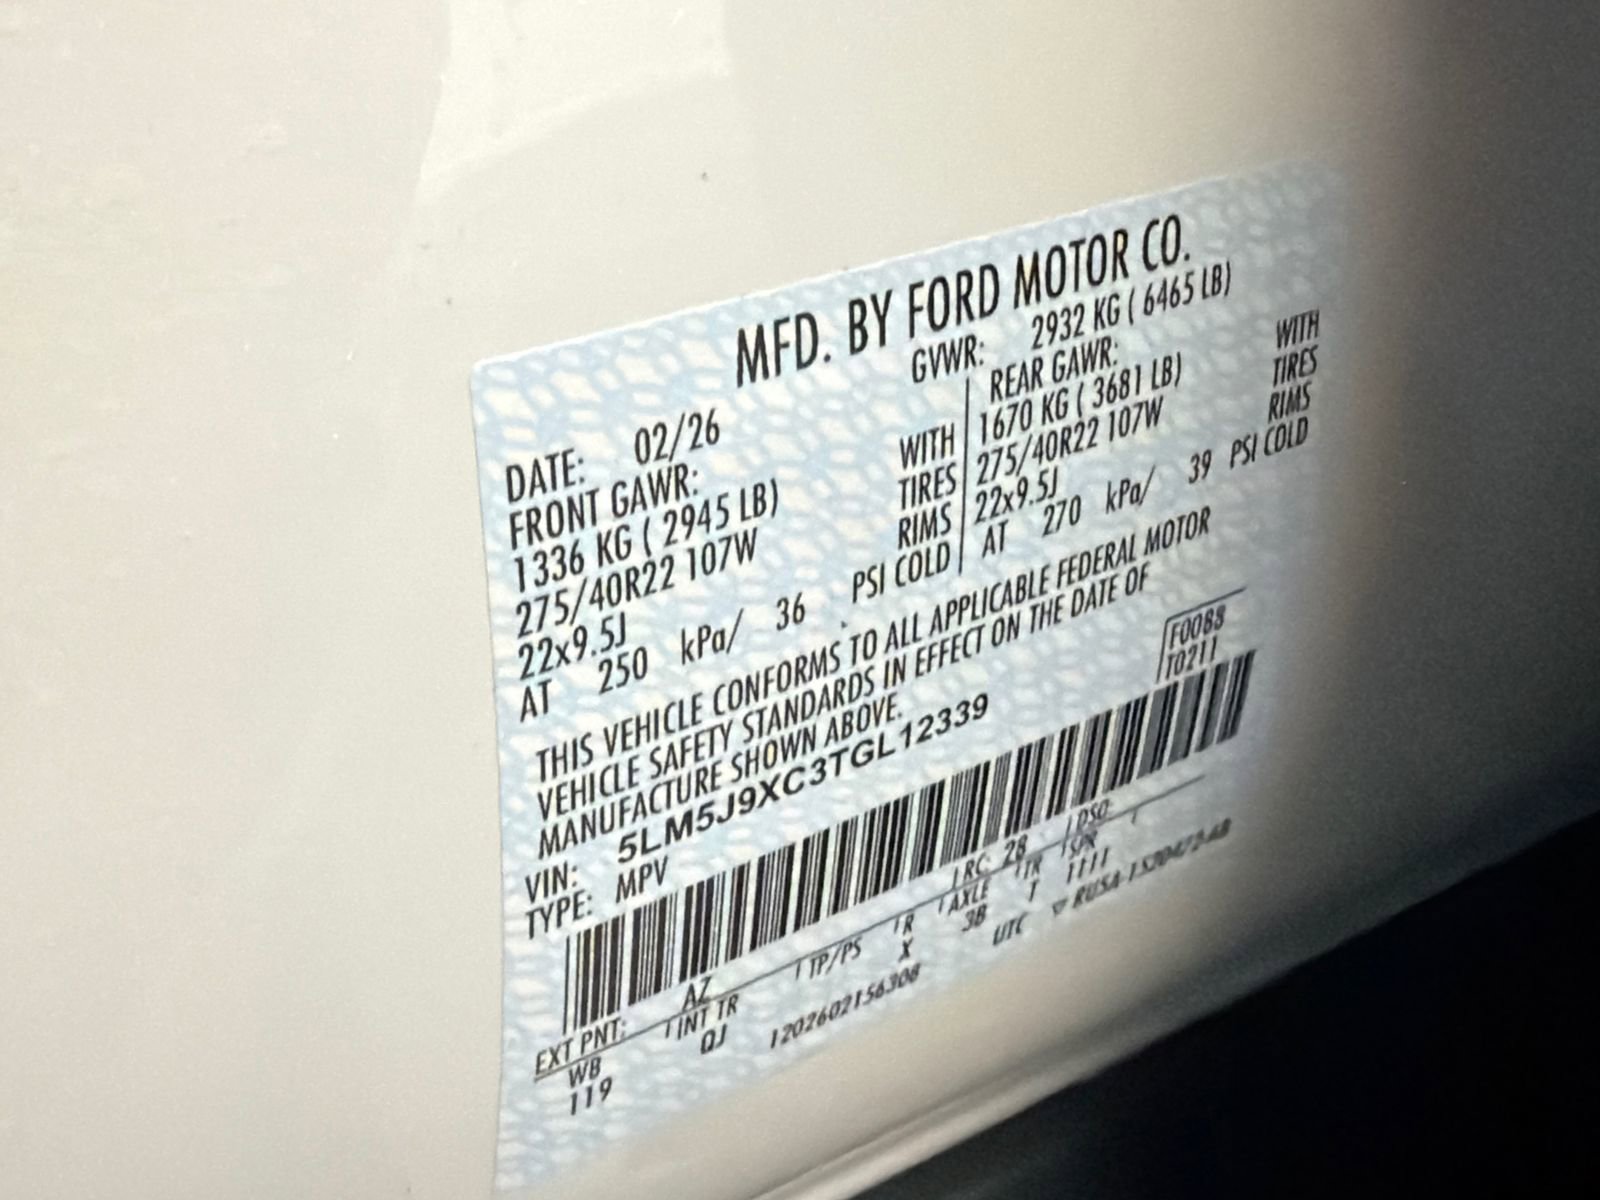 MFD. BY FORD MOTOR CO.
DATE: 02/26 GVWR: 2932 KG ( 6465 LB)
FRONT GAWR: REAR GAWR:
1336 KG ( 2945 LB) WITH 1670 KG ( 3681 LB) WITH
275/40R22 107W TIRES 275/40R22 107W TIRES
22x9.5J RIMS 22x9.5J RIMS
AT 250 kPa/ 36 PSI COLD AT 270 kPa/ 39 PSI COLD
THIS VEHICLE CONFORMS TO ALL APPLICABLE FEDERAL MOTOR
VEHICLE SAFETY STANDARDS IN EFFECT ON THE DATE OF
MANUFACTURE SHOWN ABOVE.
F0088
T0211
VIN: 5LM5J9XC3TGL12339
TYPE: MPV
EXT PNT: AZ RC: 28 DSO:
WB INT TR TP/PS R AXLE TR SPR
119 QJ X 3B T 1111
1202602156308 UTC ▽ RUSA-1520472-AB